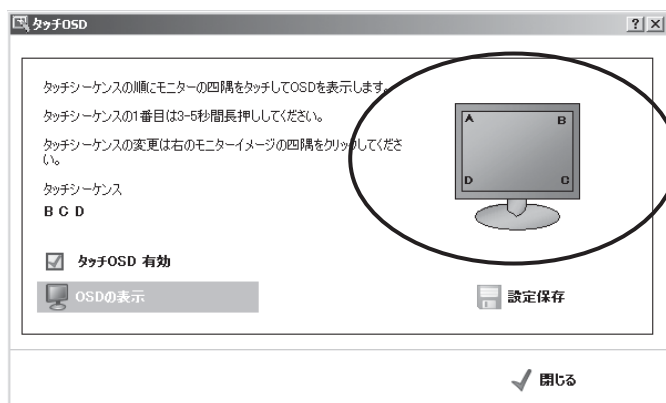 タッチOSD
タッチシーケンスの順にモニターの四隅をタッチしてOSDを表示します。
タッチシーケンスの1番目は3-5秒間長押ししてください。
タッチシーケンスの変更は右のモニターイメージの四隅をクリックしてくださ
い。
タッチシーケンス
B C D
A B
D C
タッチOSD 有効
OSDの表示
設定保存
閉じる